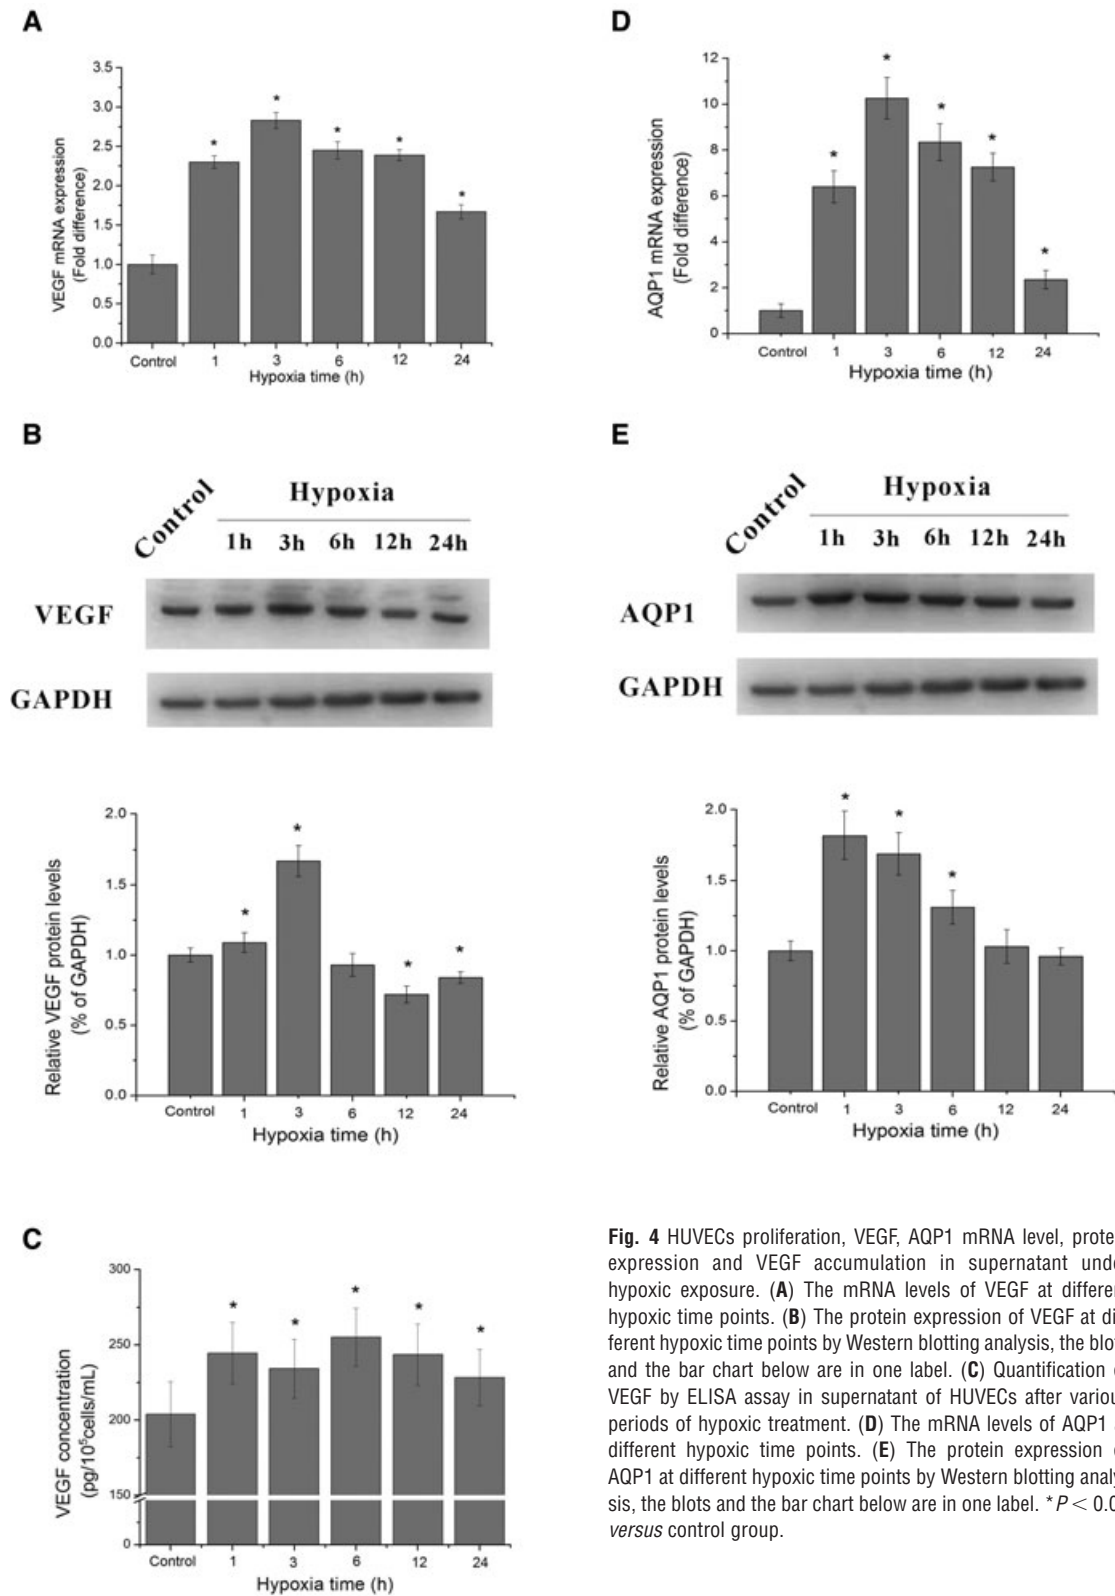 A
3.5
3.0
2.5
2.0
1.5
1.0
0.5
0.0
VEGF mRNA expression
(Fold difference)
* * * * *
Control 1 3 6 12 24
Hypoxia time (h)
B
Control
Hypoxia
1h 3h 6h 12h 24h
VEGF
GAPDH
2.0
1.5
1.0
0.5
0.0
Relative VEGF protein levels
(% of GAPDH)
* * * *
Control 1 3 6 12 24
Hypoxia time (h)
C
300
250
200
150
0
VEGF concentration
(pg/10⁵cells/mL)
* * * * *
Control 1 3 6 12 24
Hypoxia time (h)
D
12
10
8
6
4
2
0
AQP1 mRNA expression
(Fold difference)
* * * * *
Control 1 3 6 12 24
Hypoxia time (h)
E
Control
Hypoxia
1h 3h 6h 12h 24h
AQP1
GAPDH
2.0
1.5
1.0
0.5
0.0
Relative AQP1 protein levels
(% of GAPDH)
* * *
Control 1 3 6 12 24
Hypoxia time (h)
Fig. 4 HUVECs proliferation, VEGF, AQP1 mRNA level, protei
expression and VEGF accumulation in supernatant unde
hypoxic exposure. (A) The mRNA levels of VEGF at differen
hypoxic time points. (B) The protein expression of VEGF at di
ferent hypoxic time points by Western blotting analysis, the blot
and the bar chart below are in one label. (C) Quantification o
VEGF by ELISA assay in supernatant of HUVECs after variou
periods of hypoxic treatment. (D) The mRNA levels of AQP1 a
different hypoxic time points. (E) The protein expression o
AQP1 at different hypoxic time points by Western blotting analy
sis, the blots and the bar chart below are in one label. *P < 0.0
versus control group.